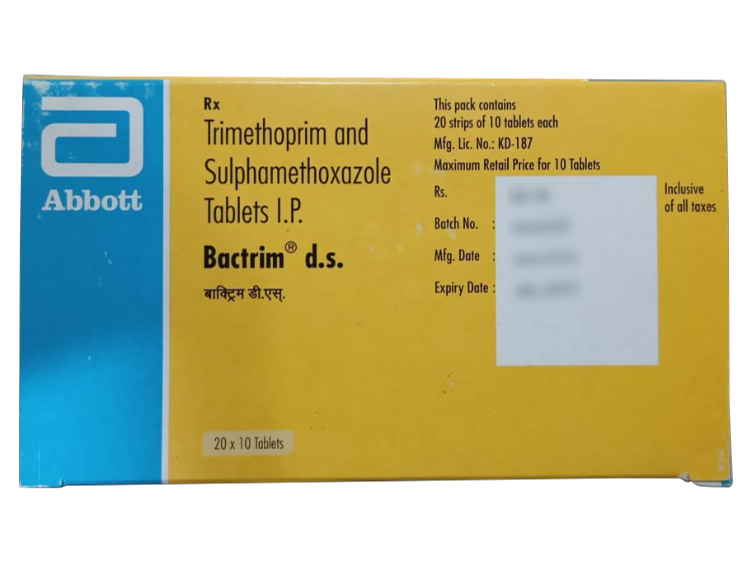 Abbott
Rx
Trimethoprim and
Sulphamethoxazole
Tablets I.P.
Bactrim® d.s.
बाक्ट्रिम डी.एस्.
20 x 10 Tablets
This pack contains
20 strips of 10 tablets each
Mfg. Lic. No.: KD-187
Maximum Retail Price for 10 Tablets
Rs.
Inclusive
of all taxes
Batch No. :
Mfg. Date :
Expiry Date :